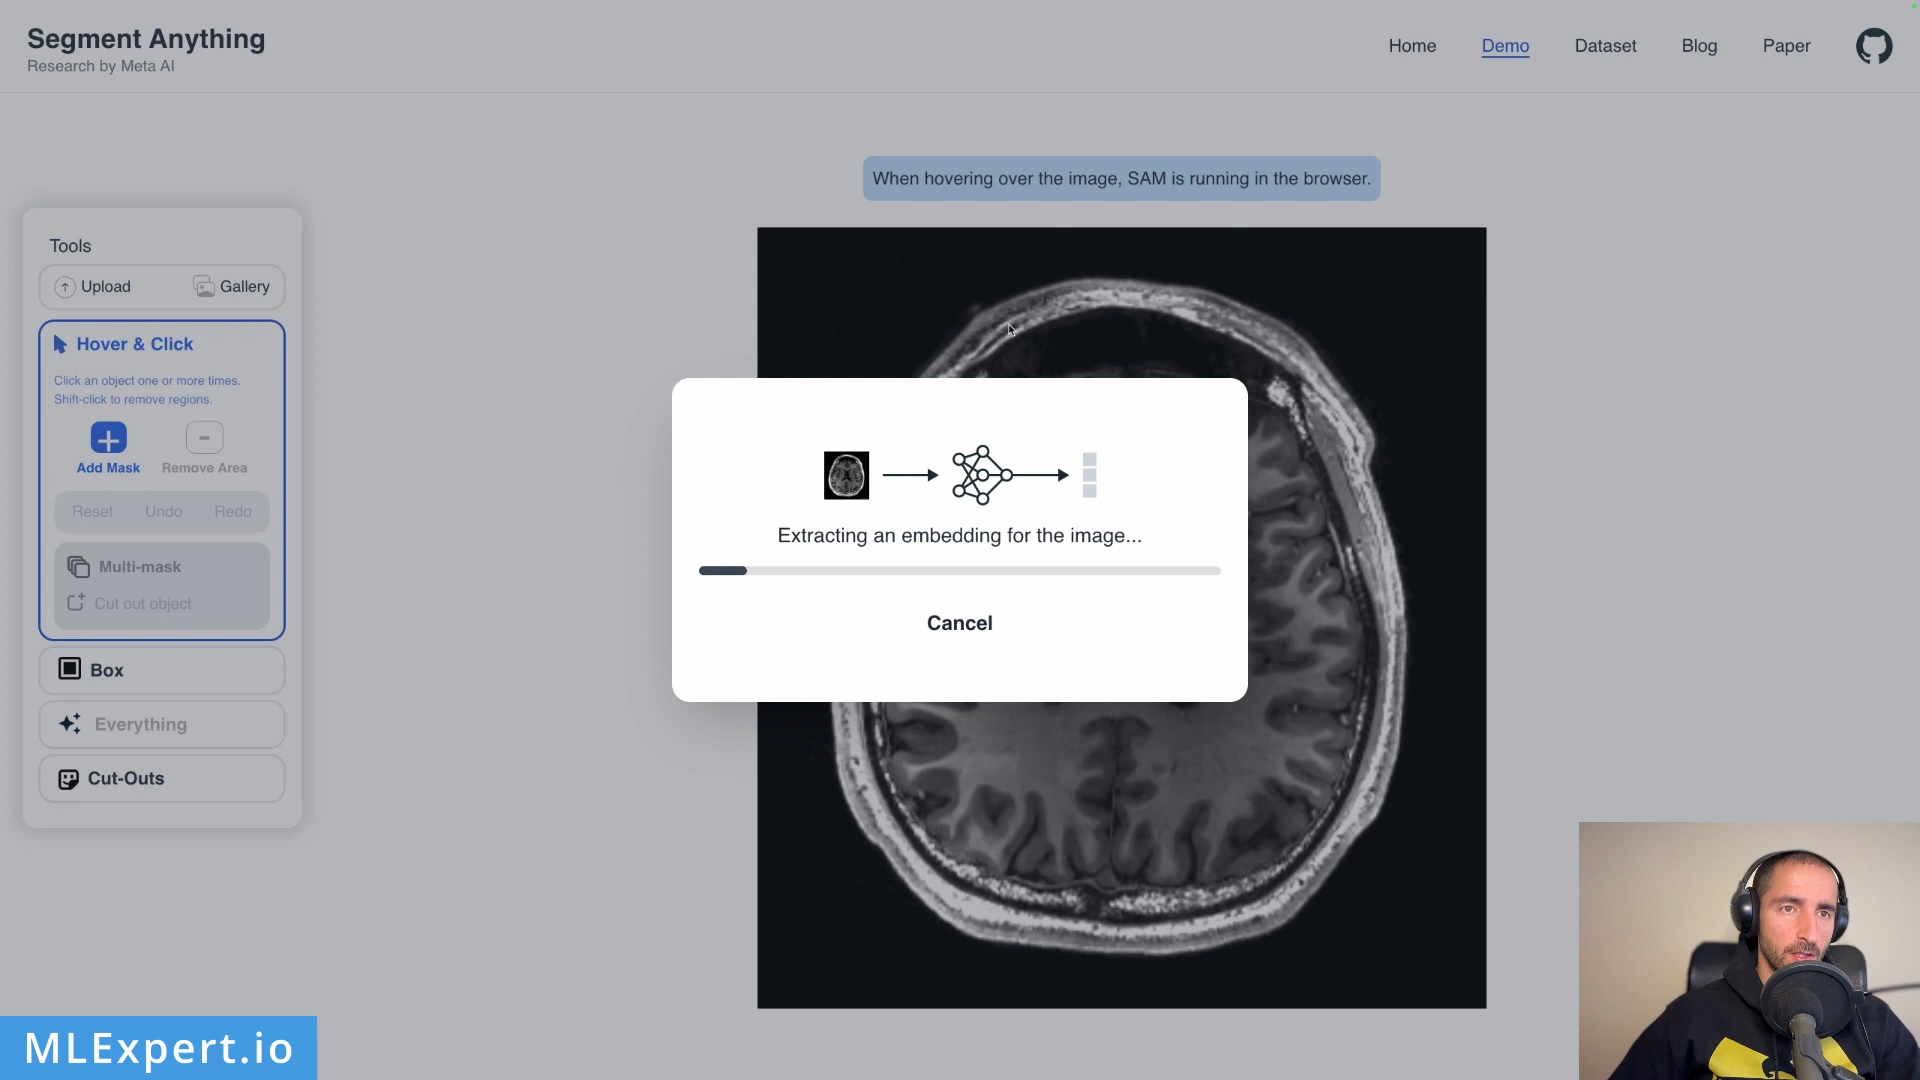 Segment Anything
Research by Meta AI
Home
Demo
Dataset
Blog
Paper
When hovering over the image, SAM is running in the browser.
Tools
Upload
Gallery
Hover & Click
Click an object one or more times.
Shift-click to remove regions.
Add Mask
Remove Area
Reset
Undo
Redo
Multi-mask
Cut out object
Box
Everything
Cut-Outs
Extracting an embedding for the image...
Cancel
MLExpert.io